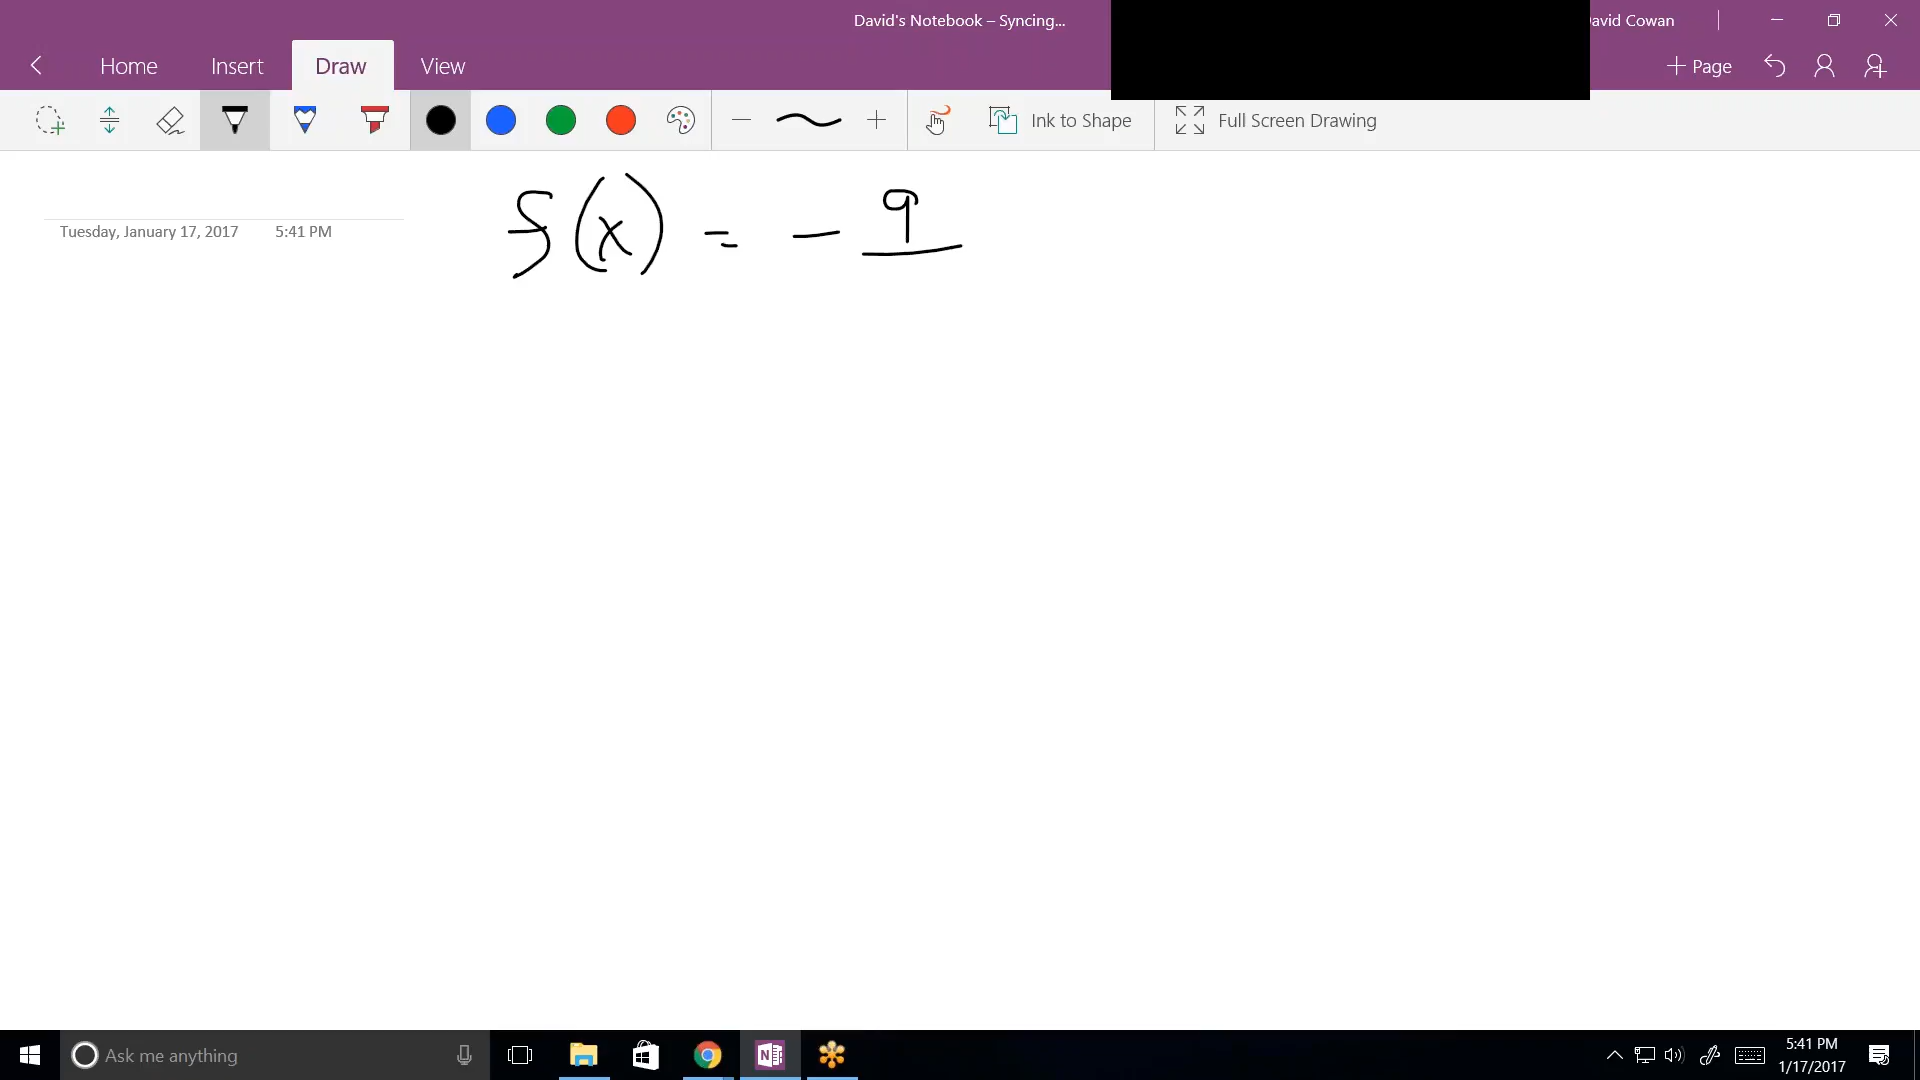 David's Notebook – Syncing...
avid Cowan
Home Insert Draw View
Page
Ink to Shape Full Screen Drawing
f(x) = - 9
Tuesday, January 17, 2017 5:41 PM
Ask me anything
5:41 PM
1/17/2017